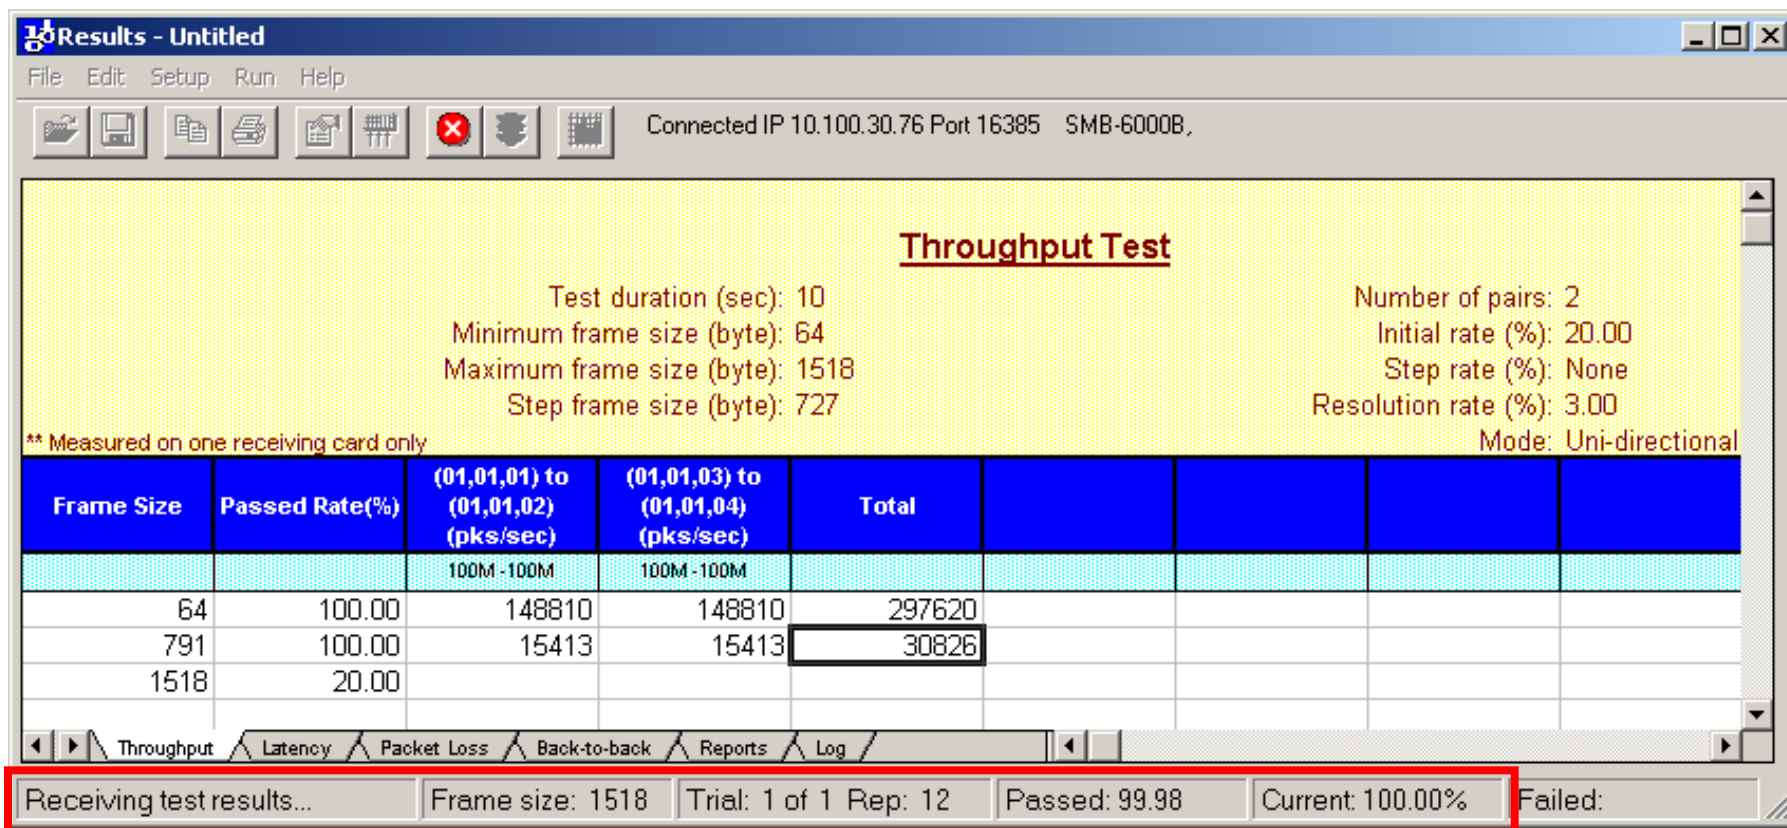 Results - Untitled
File Edit Setup Run Help
Connected IP 10.100.30.76 Port 16385 SMB-6000B,
Throughput Test
Test duration (sec): 10 Number of pairs: 2
Minimum frame size (byte): 64 Initial rate (%): 20.00
Maximum frame size (byte): 1518 Step rate (%): None
Step frame size (byte): 727 Resolution rate (%): 3.00
** Measured on one receiving card only Mode: Uni-directional
Frame Size Passed Rate(%) (01,01,01) to (01,01,02) (pks/sec) (01,01,03) to (01,01,04) (pks/sec) Total
100M -100M 100M -100M
64 100.00 148810 148810 297620
791 100.00 15413 15413 30826
1518 20.00
Throughput Latency Packet Loss Back-to-back Reports Log
Receiving test results... Frame size: 1518 Trial: 1 of 1 Rep: 12 Passed: 99.98 Current: 100.00% Failed: